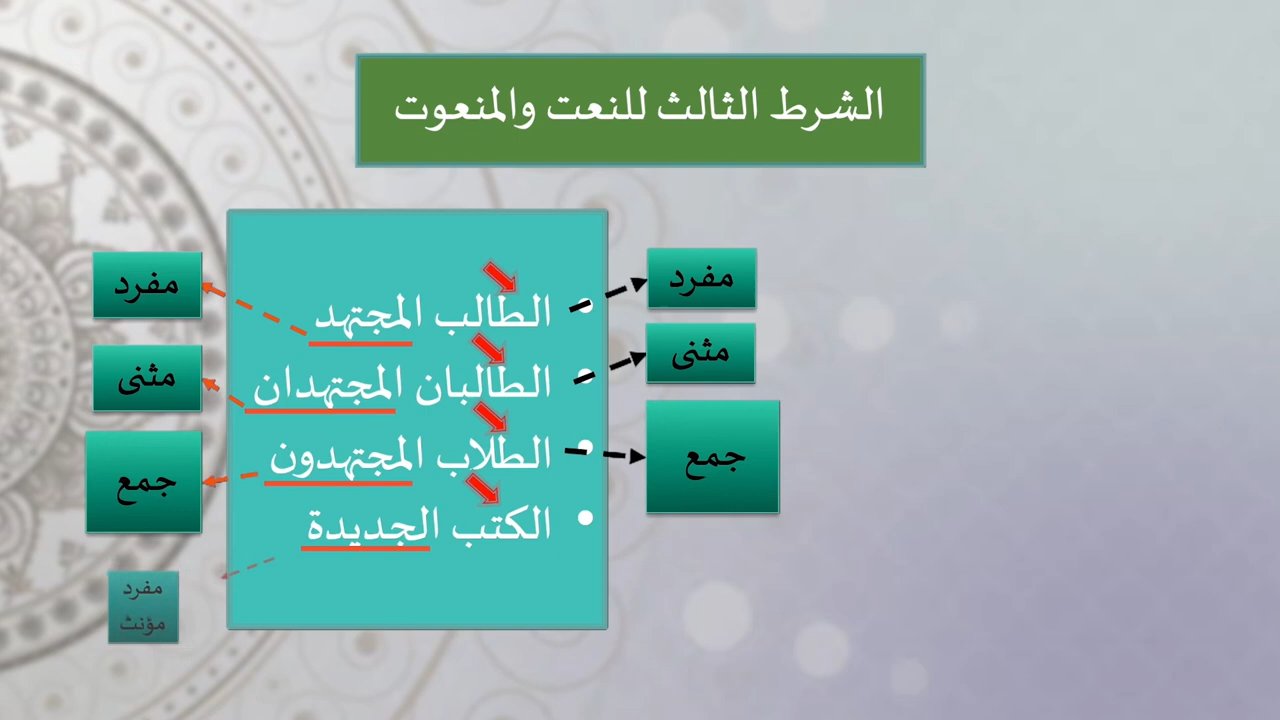 الشرط الثالث للنعت والمنعوت
مفرد
الطالب المجتهد
مفرد
مثنى
الطالبان المجتهدان
مثنى
جمع
الطلاب المجتهدون
جمع
الكتب الجديدة
مفرد
مؤنث